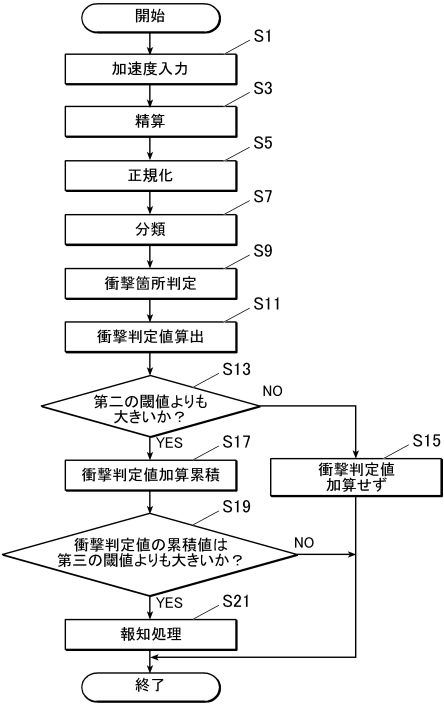 開始
S1
加速度入力
S3
精算
S5
正規化
S7
分類
S9
衝撃箇所判定
S11
衝撃判定値算出
S13
第二の閾値よりも
大きいか？
NO
YES
S17
衝撃判定値加算累積
S15
衝撃判定値
加算せず
S19
衝撃判定値の累積値は
第三の閾値よりも大きいか？
NO
YES
S21
報知処理
終了